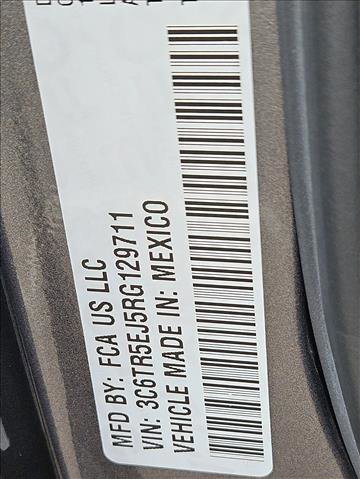 MFD BY: FCA US LLC
VIN: 3C6TR5EJ5RG129711
VEHICLE MADE IN: MEXICO